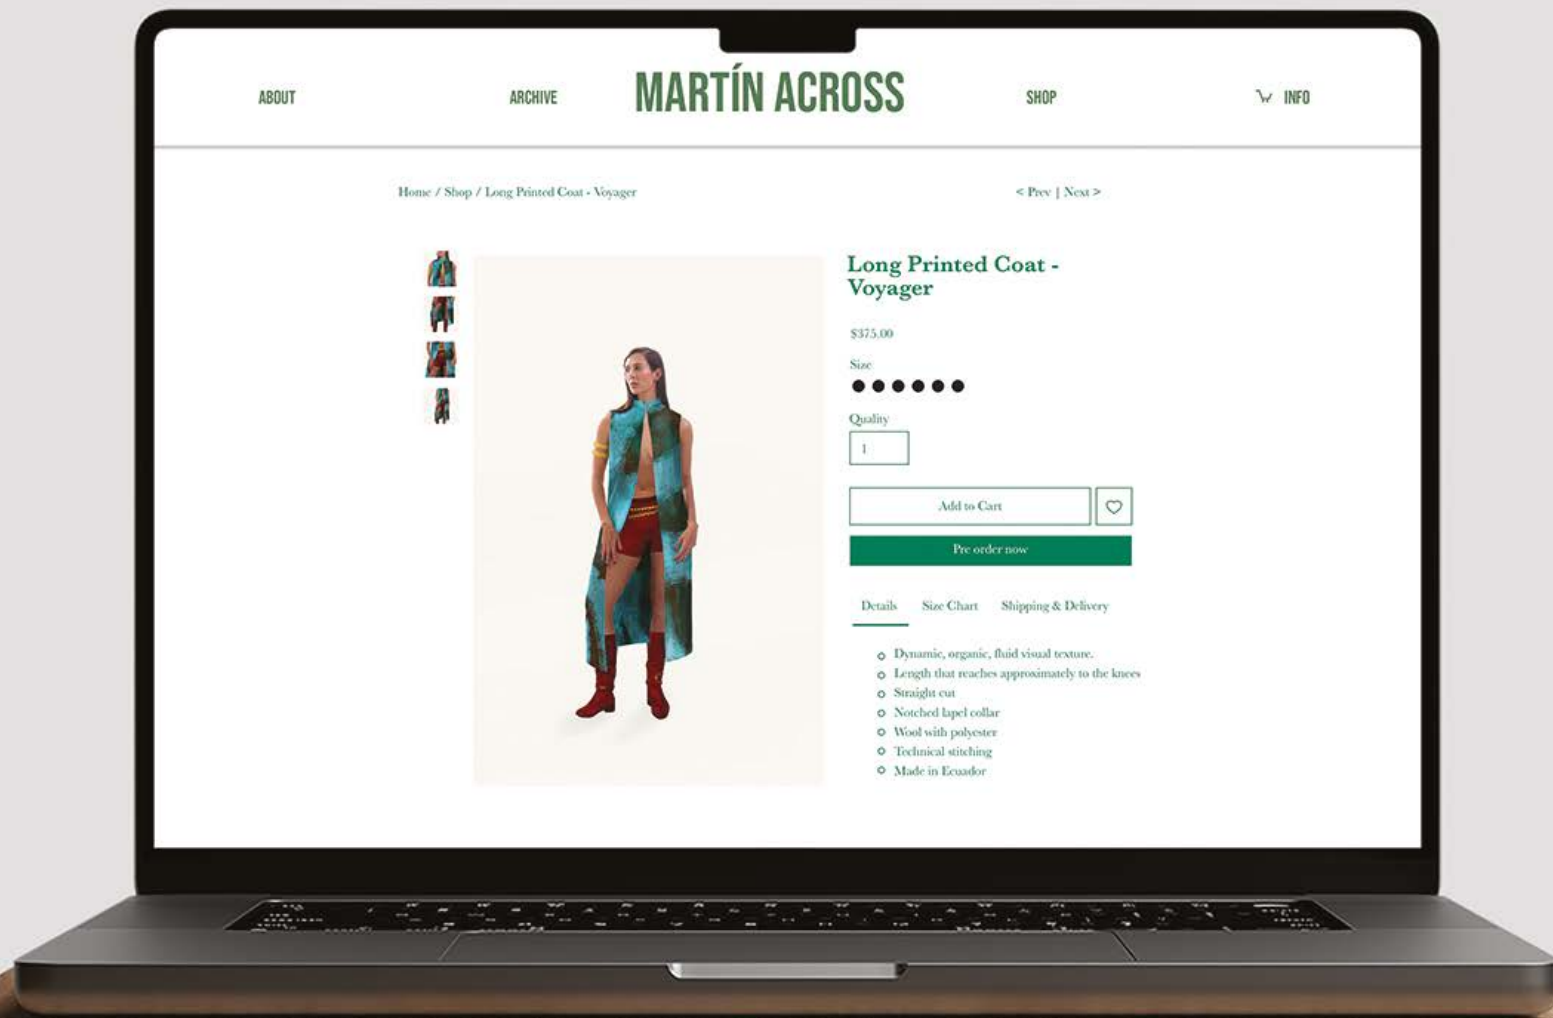 ABOUT
ARCHIVE
MARTÍN ACROSS
SHOP
INFO
Home / Shop / Long Printed Coat - Voyager
< Prev | Next >
Long Printed Coat -
Voyager
$375.00
Size
Quality
1
Add to Cart
Pre order now
Details
Size Chart
Shipping & Delivery
Dynamic, organic, fluid visual texture.
Length that reaches approximately to the knees
Straight cut
Notched lapel collar
Wool with polyester
Technical stitching
Made in Ecuador